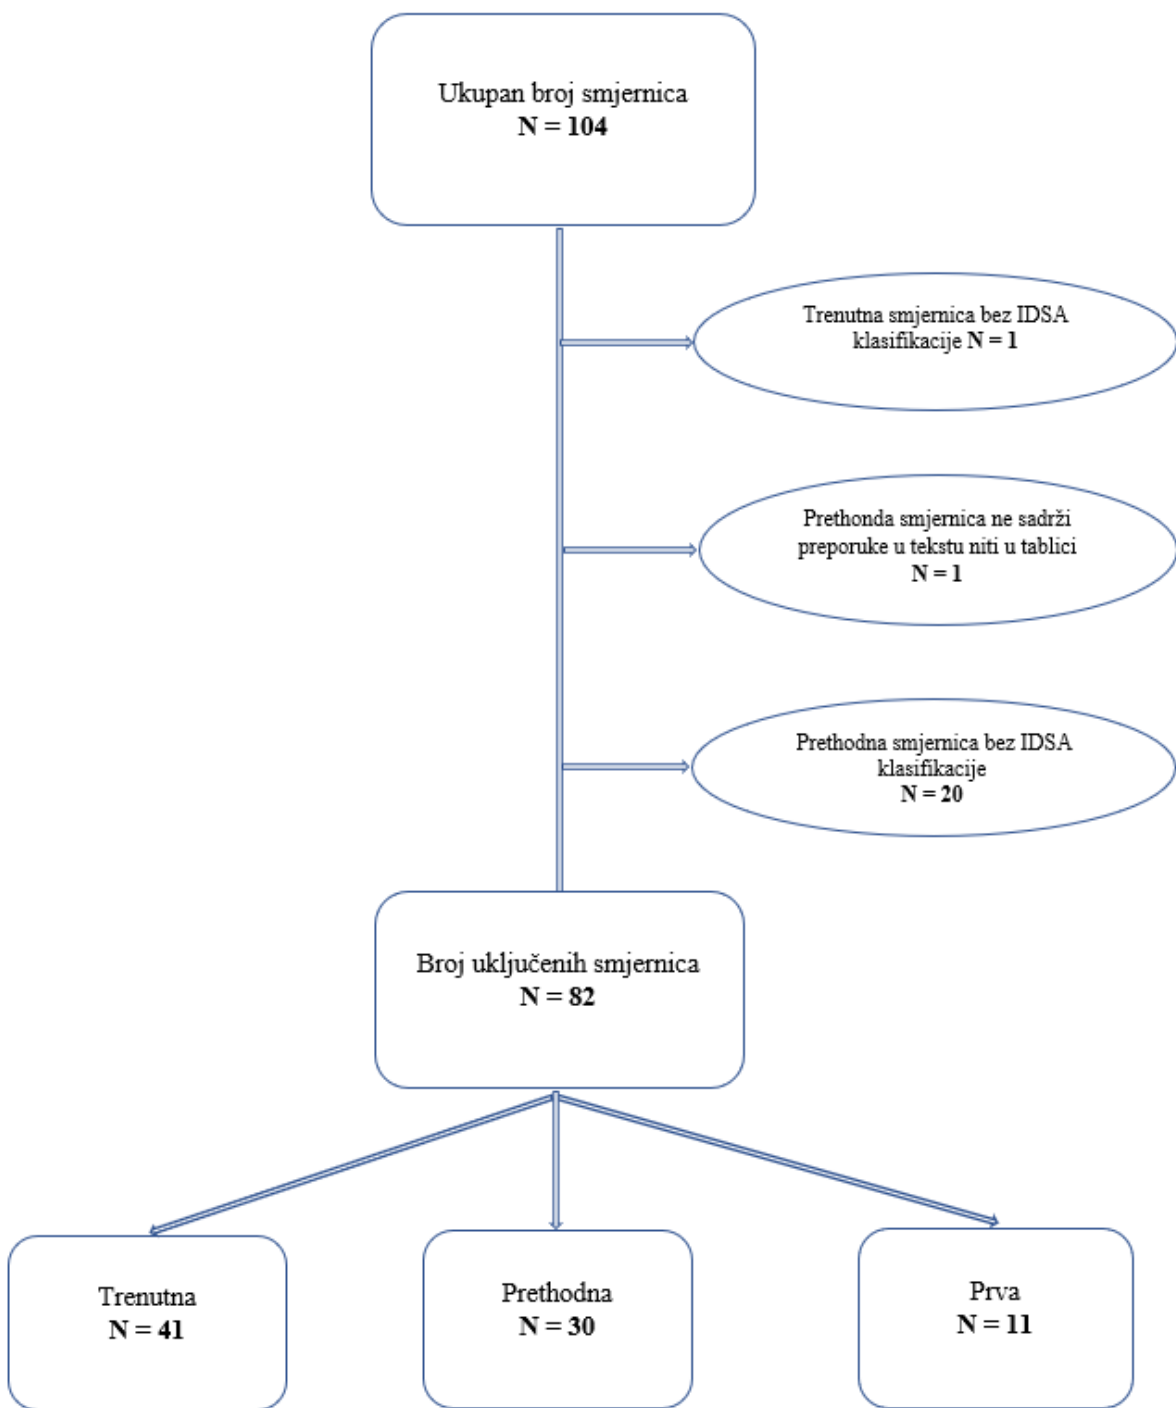 Ukupan broj smjernica
N = 104
Trenutna smjernica bez IDSA
klasifikacije N = 1
Prethonda smjernica ne sadrži
preporuke u tekstu niti u tablici
N = 1
Prethodna smjernica bez IDSA
klasifikacije
N = 20
Broj uključenih smjernica
N = 82
Trenutna
N = 41
Prethodna
N = 30
Prva
N = 11